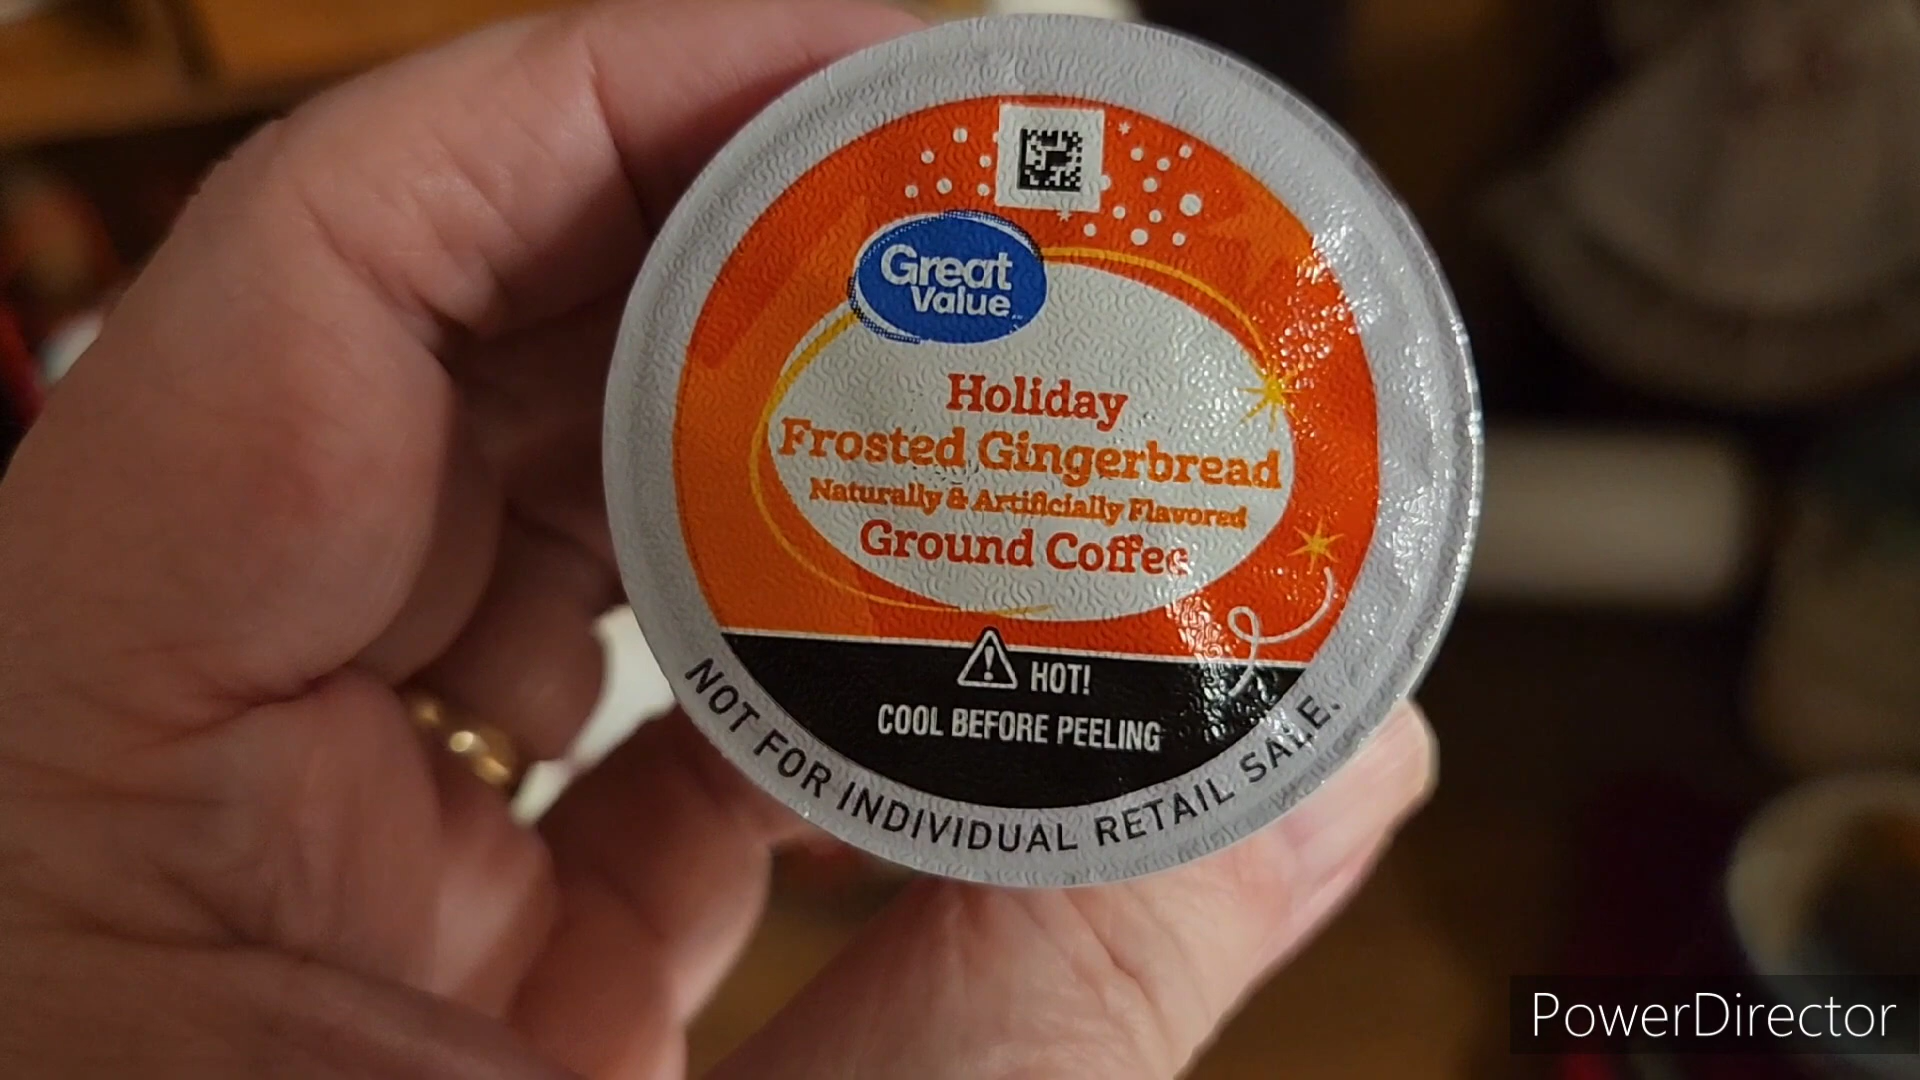 Great
Value
Holiday
Frosted Gingerbread
Naturally & Artificially Flavored
Ground Coffee
HOT!
COOL BEFORE PEELING
NOT FOR INDIVIDUAL RETAIL SALE.
PowerDirector